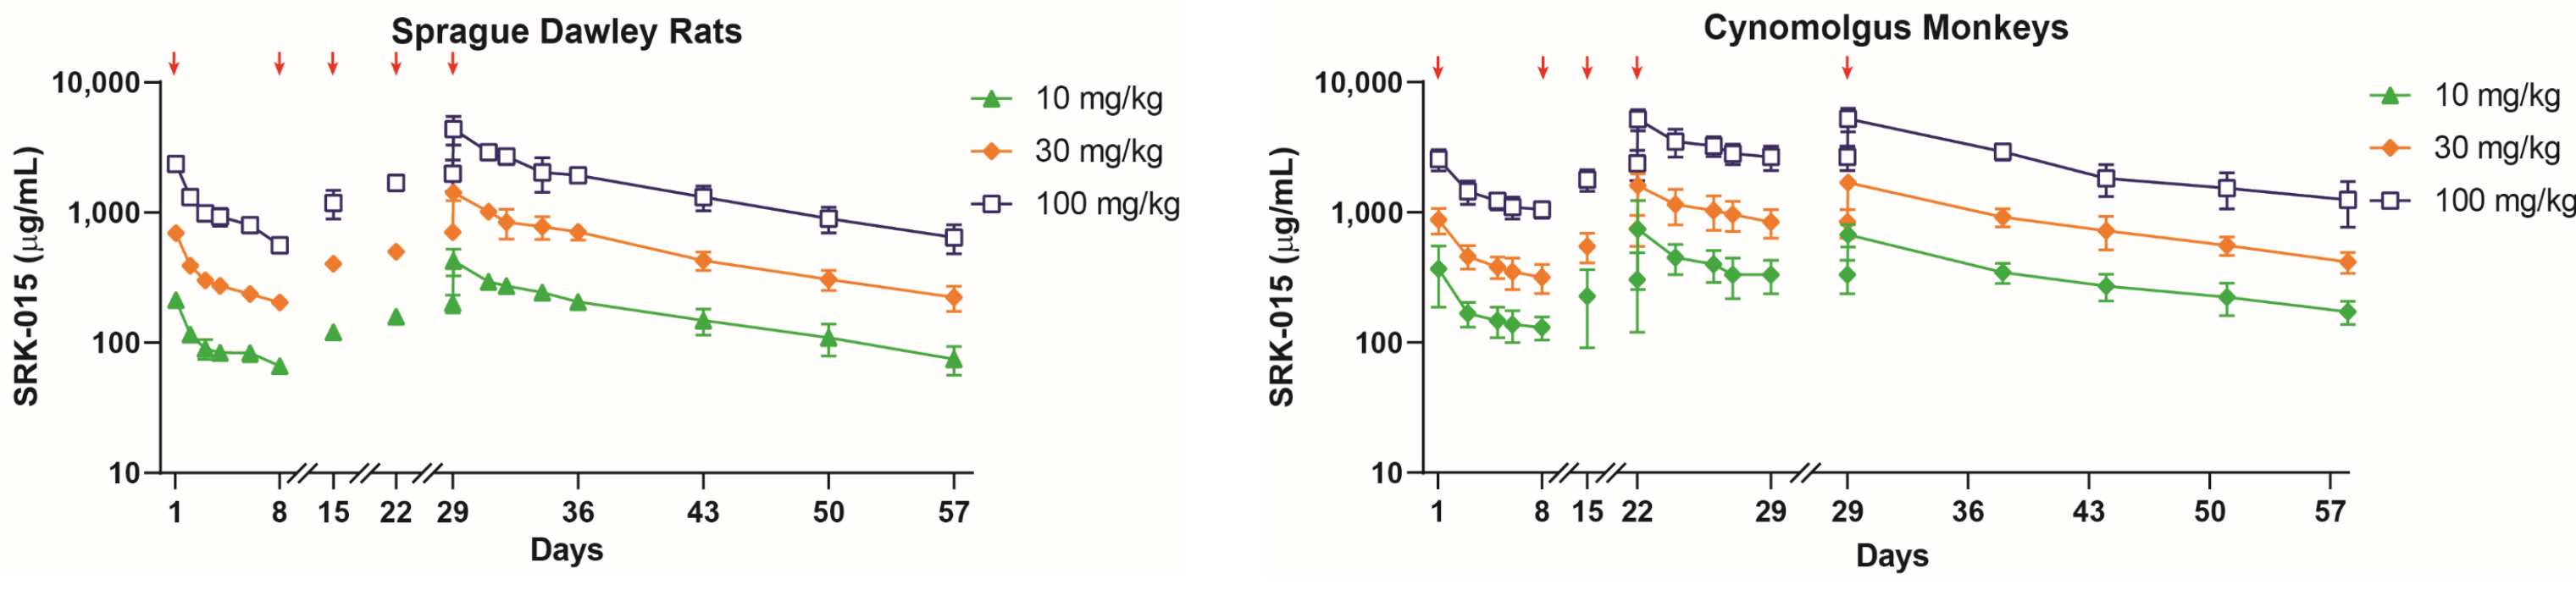 Sprague Dawley Rats
SRK-015 (μg/mL)
10,000
1,000
100
10
1 8 15 22 29 36 43 50 57
Days
10 mg/kg
30 mg/kg
100 mg/kg
Cynomolgus Monkeys
SRK-015 (μg/mL)
10,000
1,000
100
10
1 8 15 22 29 29 36 43 50 57
Days
10 mg/kg
30 mg/kg
100 mg/kg